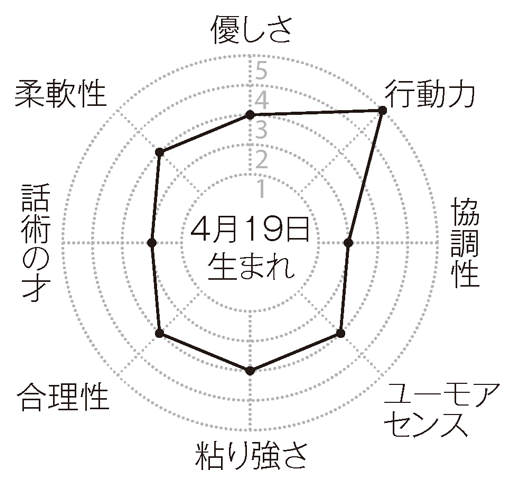 優しさ
行動力
協調性
ユーモア
センス
粘り強さ
合理性
話術の才
柔軟性
5
4
3
2
1
4月19日
生まれ